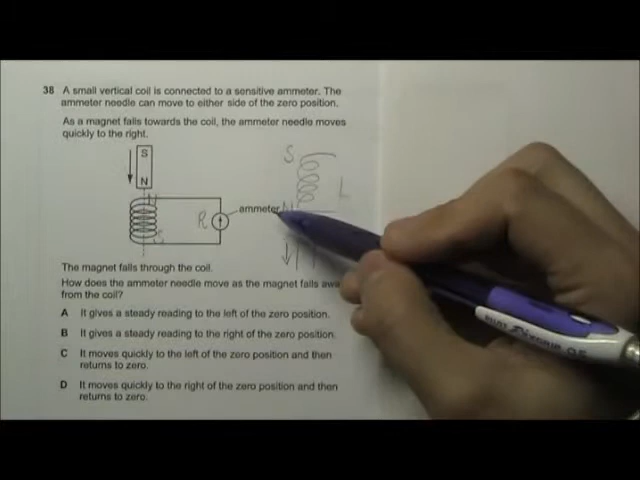 38 A small vertical coil is connected to a sensitive ammeter. The
ammeter needle can move to either side of the zero position.
As a magnet falls towards the coil, the ammeter needle moves
quickly to the right.
S
N
N
S
R
ammeter
S
L
N
The magnet falls through the coil.
How does the ammeter needle move as the magnet falls
from the coil?
A It gives a steady reading to the left of the zero position.
B It gives a steady reading to the right of the zero position.
C It moves quickly to the left of the zero position and then
returns to zero.
D It moves quickly to the right of the zero position and then
returns to zero.
PILOT
0.5